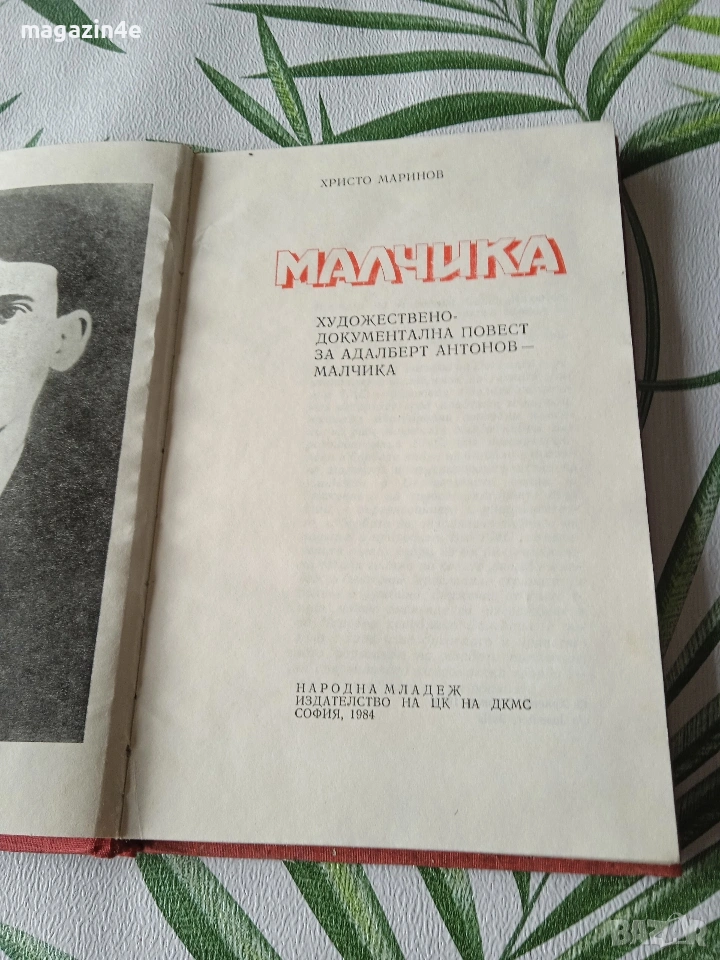 magazin4e
ХРИСТО МАРИНОВ
МАЛЧИКА
ХУДОЖЕСТВЕНО-
ДОКУМЕНТАЛНА ПОВЕСТ
ЗА АДАЛБЕРТ АНТОНОВ —
МАЛЧИКА
НАРОДНА МЛАДЕЖ
ИЗДАТЕЛСТВО НА ЦК НА ДКМС
СОФИЯ, 1984
BAZAR